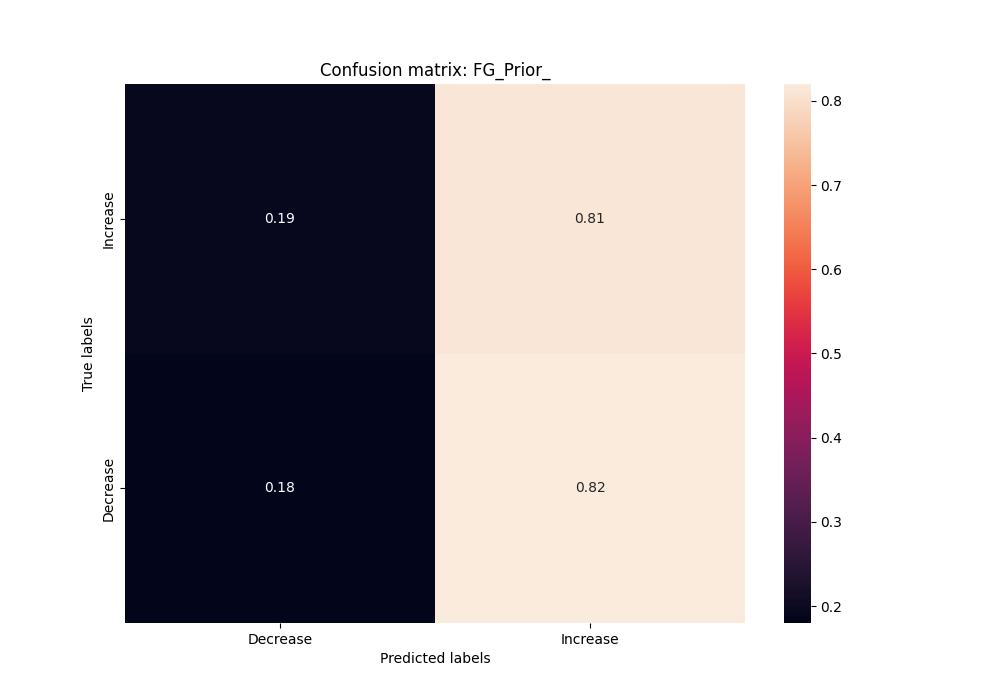 Confusion matrix: FG_Prior_
True labels
Increase
Decrease
0.19
0.81
0.18
0.82
Decrease
Increase
Predicted labels
0.8
0.7
0.6
0.5
0.4
0.3
0.2